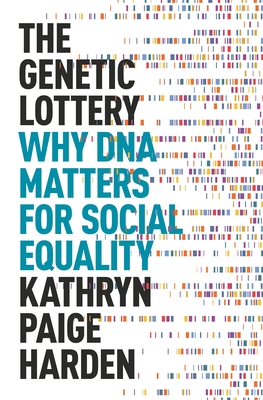 THE
GENETIC
LOTTERY
WHY DNA
MATTERS
FOR SOCIAL
EQUALITY
KATHRYN
PAIGE
HARDEN